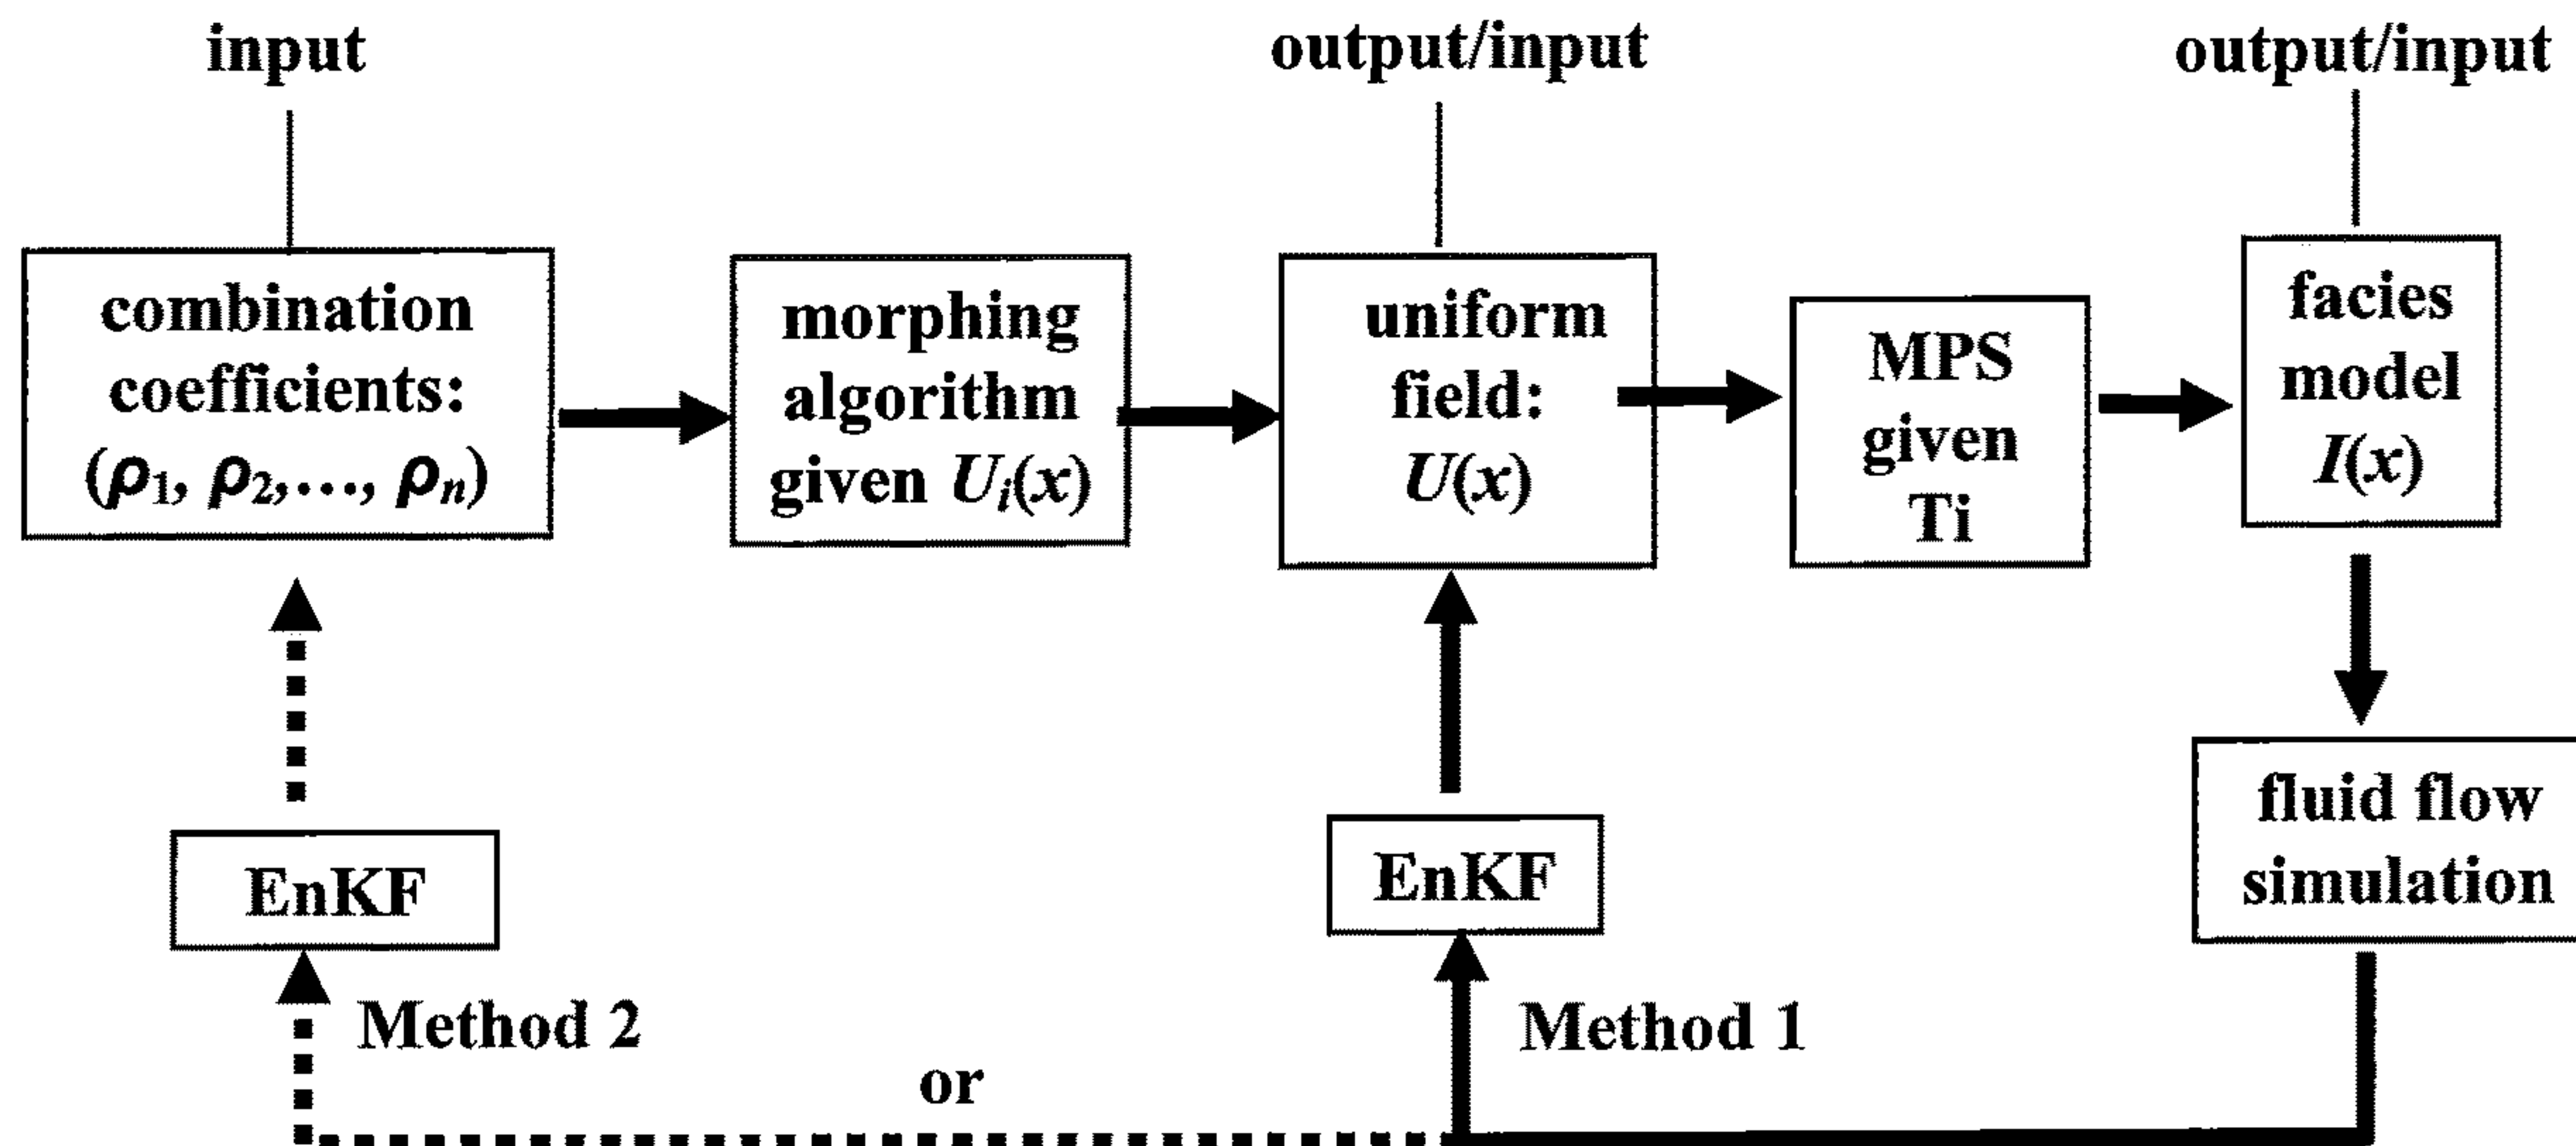 input
output/input
output/input
combination
coefficients:
(ρ1, ρ2,..., ρn)
morphing
algorithm
given Ui(x)
uniform
field:
U(x)
MPS
given
Ti
facies
model
I(x)
fluid flow
simulation
EnKF
EnKF
Method 2
Method 1
or